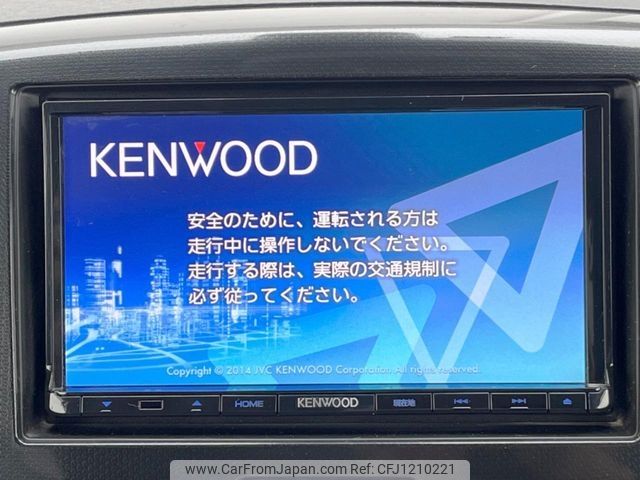 KENWOOD
安全のために、運転される方は
走行中に操作しないでください。
走行する際は、実際の交通規制に
必ず従ってください。
Copyright © 2014 JVC KENWOOD Corporation All rights reserved.
HOME KENWOOD 現在地
www.CarFromJapan.com CFJ1210221